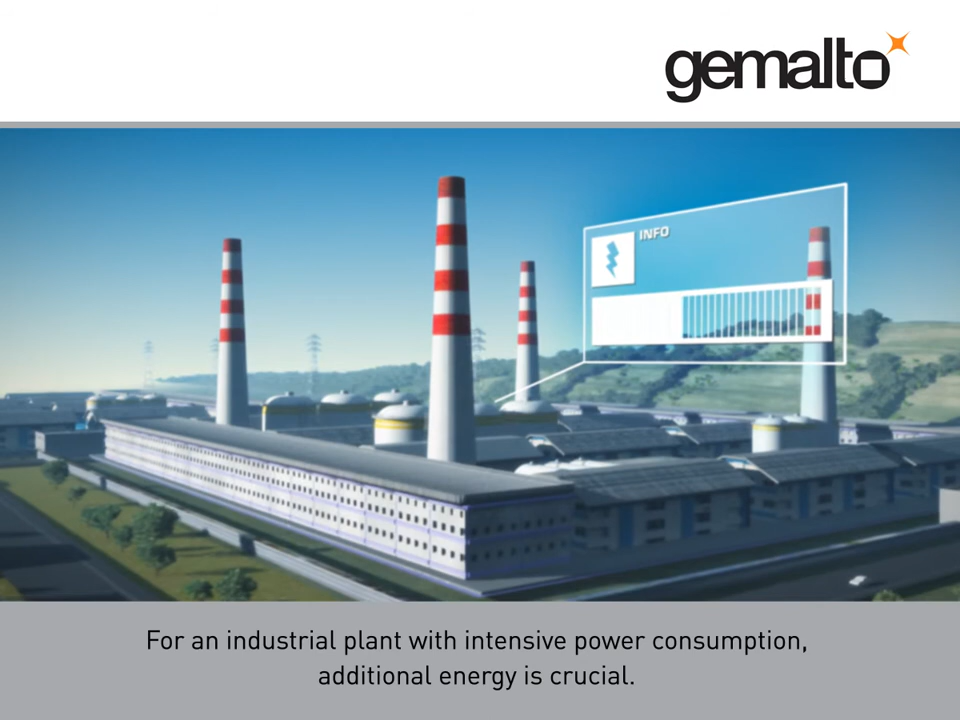 gemalto
INFO
For an industrial plant with intensive power consumption,
additional energy is crucial.